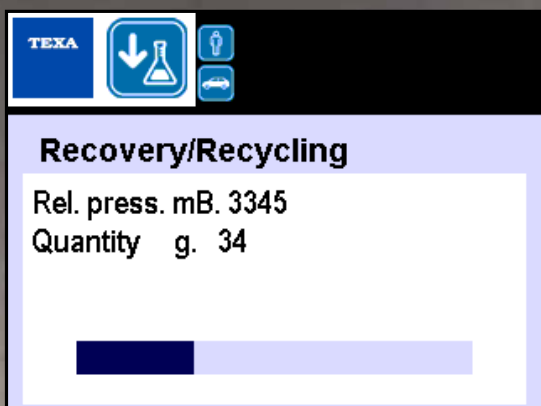 TEXA
Recovery/Recycling
Rel. press. mB. 3345
Quantity g. 34